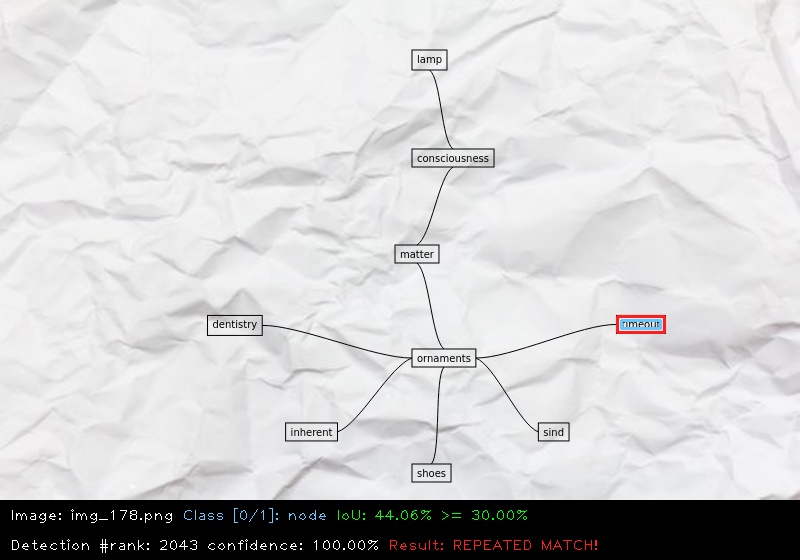 lamp
consciousness
matter
dentistry
timeout
ornaments
inherent
sind
shoes
Image: img_178.png Class [0/1]: node IoU: 44.06% >= 30.00%
Detection #rank: 2043 confidence: 100.00% Result: REPEATED MATCH!